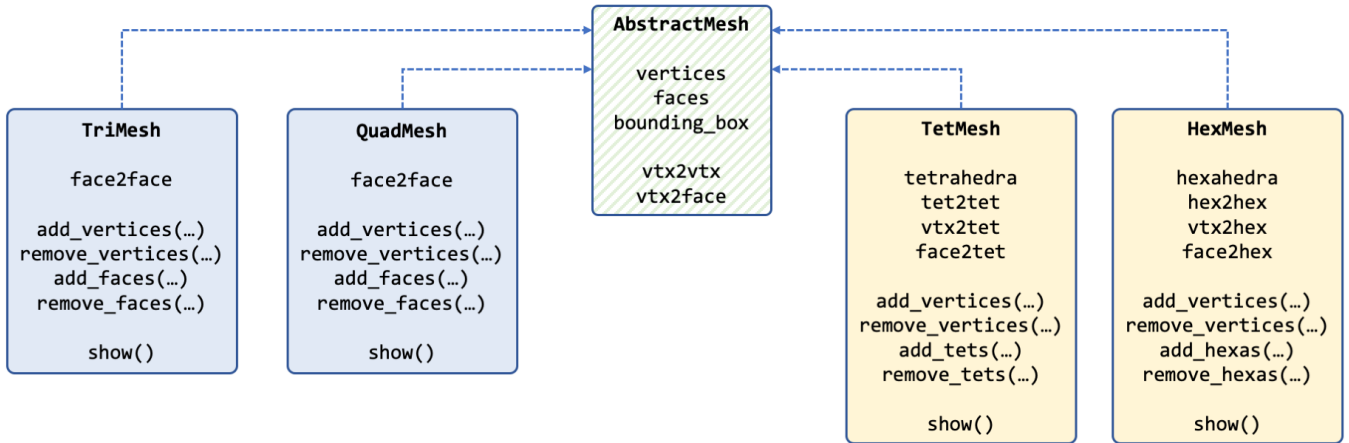 AbstractMesh
vertices
faces
bounding_box
vtx2vtx
vtx2face
TriMesh
face2face
add_vertices(…)
remove_vertices(…)
add_faces(…)
remove_faces(…)
show()
QuadMesh
face2face
add_vertices(…)
remove_vertices(…)
add_faces(…)
remove_faces(…)
show()
TetMesh
tetrahedra
tet2tet
vtx2tet
face2tet
add_vertices(…)
remove_vertices(…)
add_tets(…)
remove_tets(…)
show()
HexMesh
hexahedra
hex2hex
vtx2hex
face2hex
add_vertices(…)
remove_vertices(…)
add_hexas(…)
remove_hexas(…)
show()